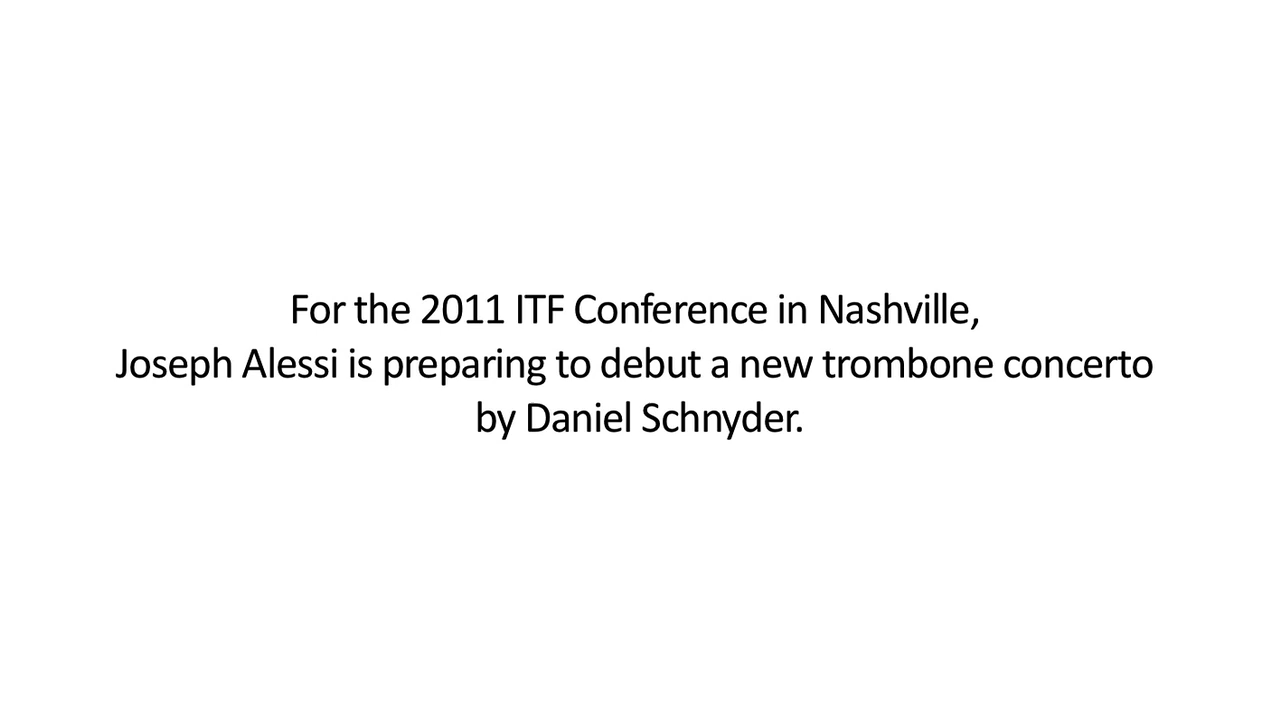 For the 2011 ITF Conference in Nashville,
Joseph Alessi is preparing to debut a new trombone concerto
by Daniel Schnyder.